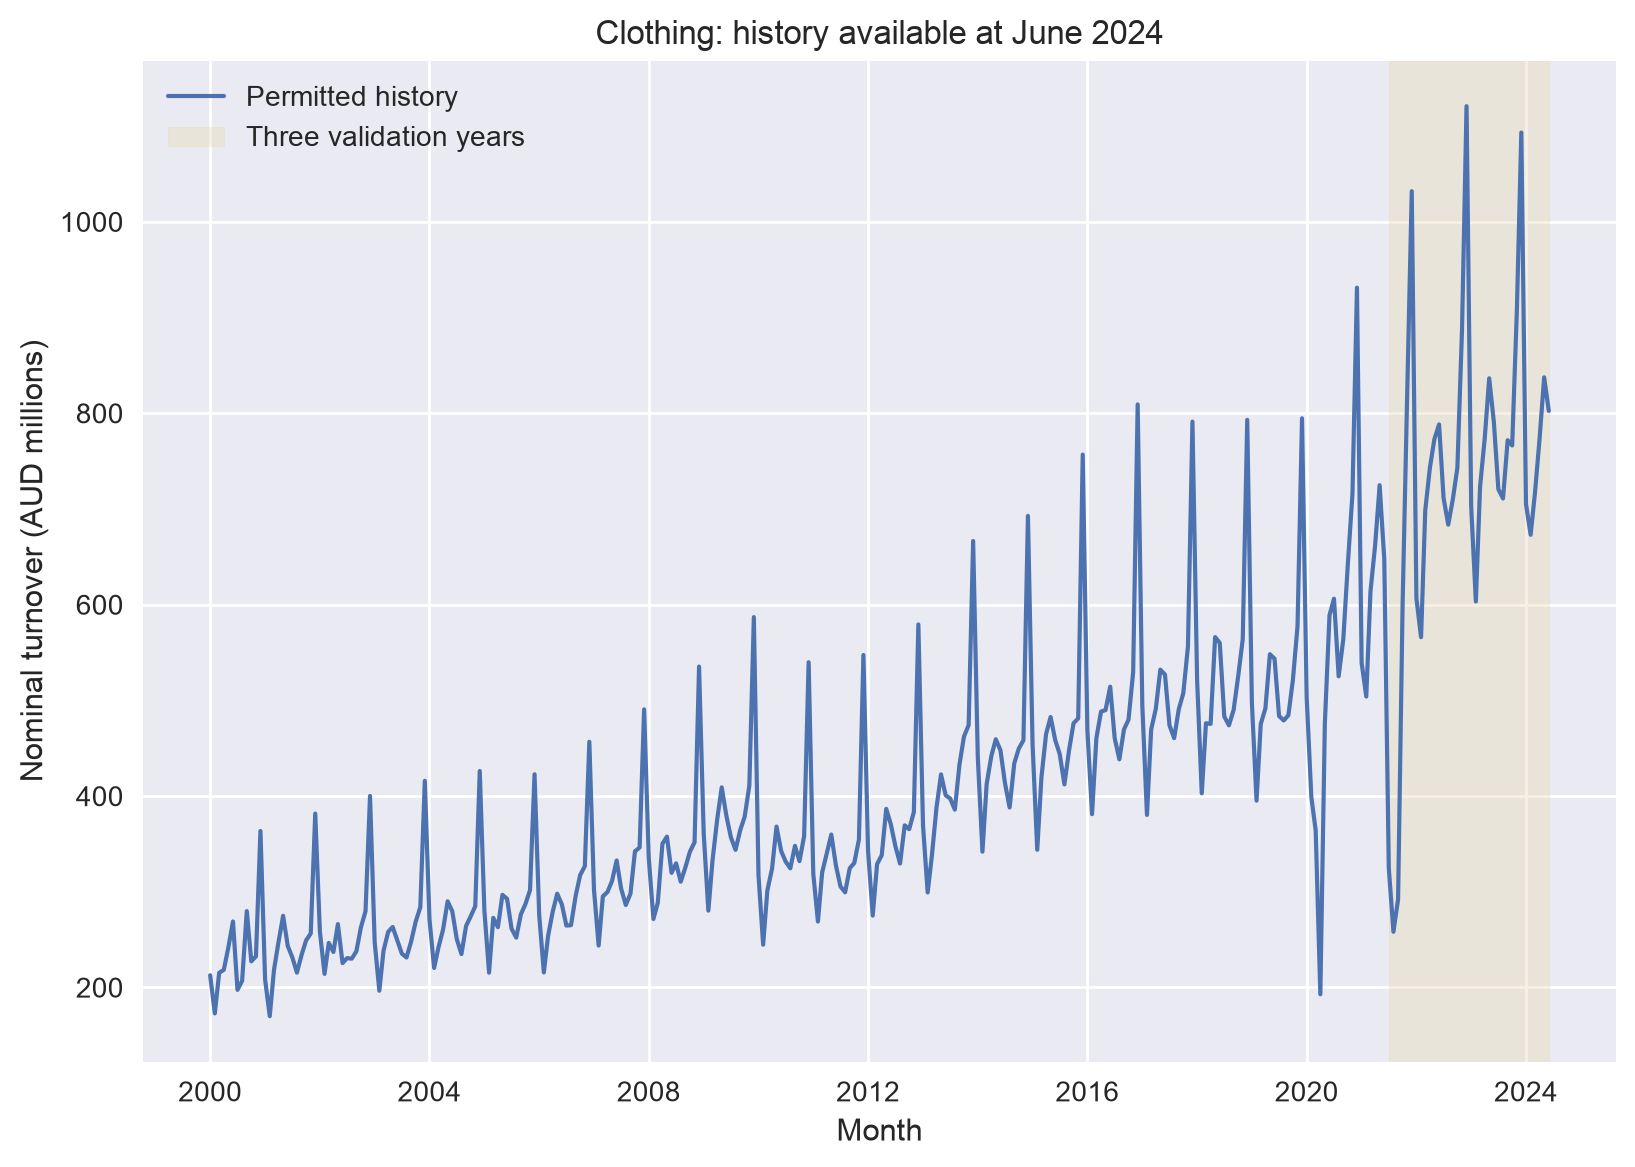 Clothing: history available at June 2024
Permitted history
Three validation years
Nominal turnover (AUD millions)
1000
800
600
400
200
2000 2004 2008 2012 2016 2020 2024
Month